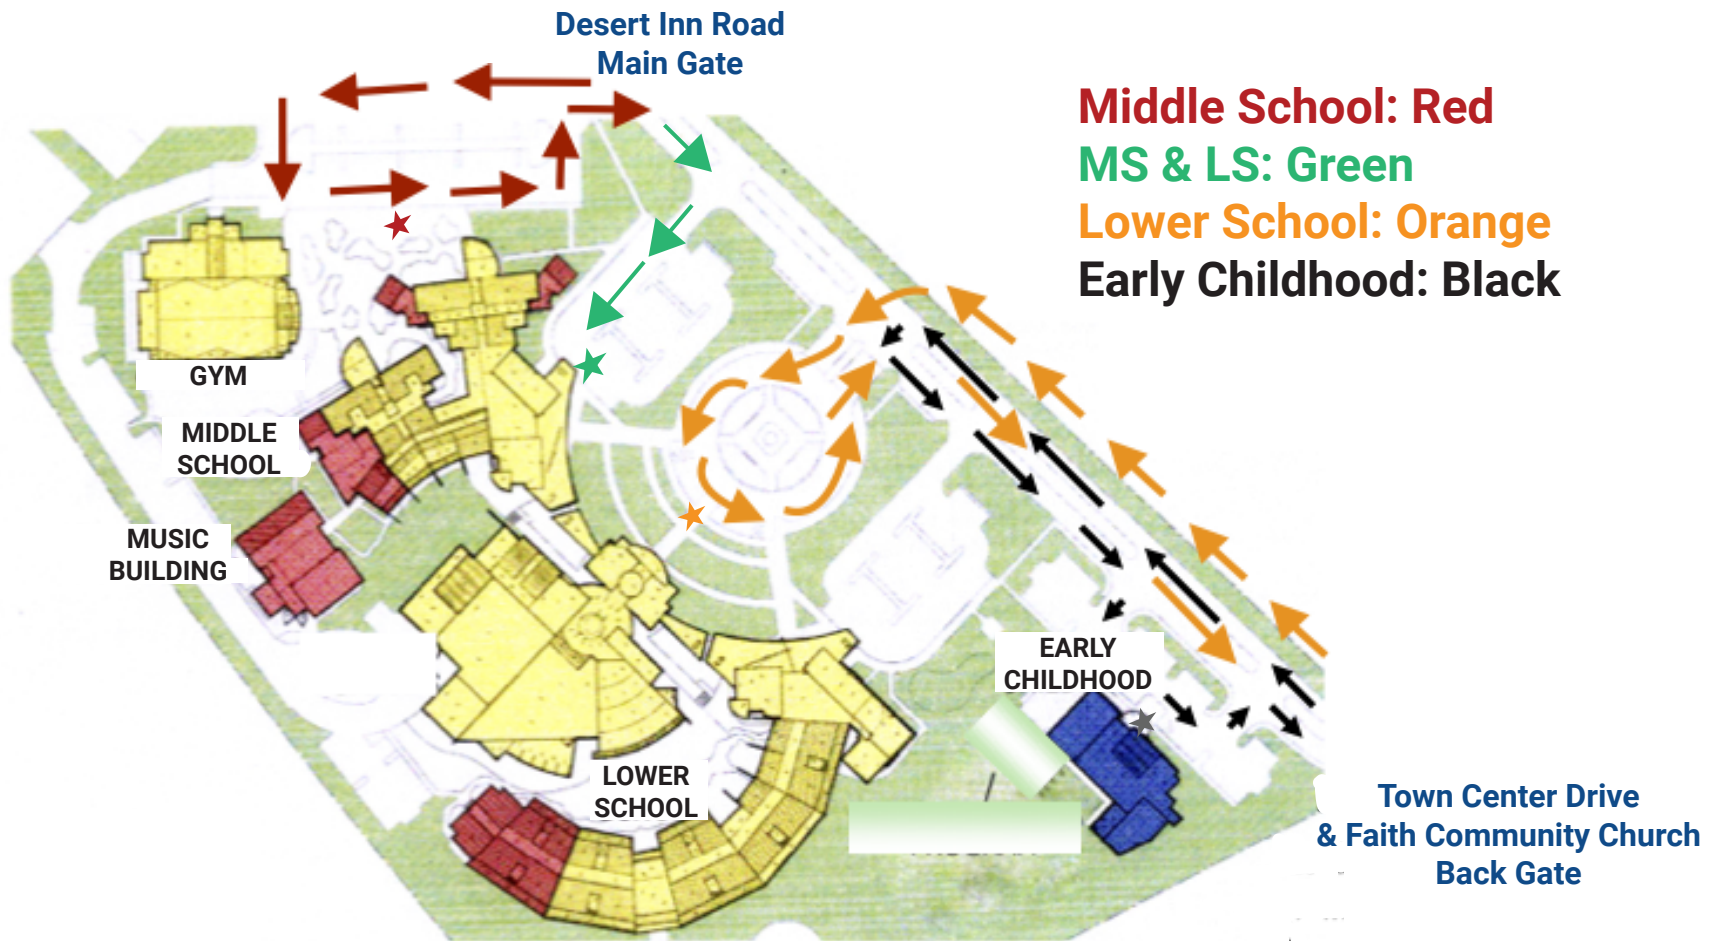 Desert Inn Road
Main Gate
Middle School: Red
MS & LS: Green
Lower School: Orange
Early Childhood: Black
GYM
MIDDLE
SCHOOL
MUSIC
BUILDING
EARLY
CHILDHOOD
LOWER
SCHOOL
Town Center Drive
& Faith Community Church
Back Gate